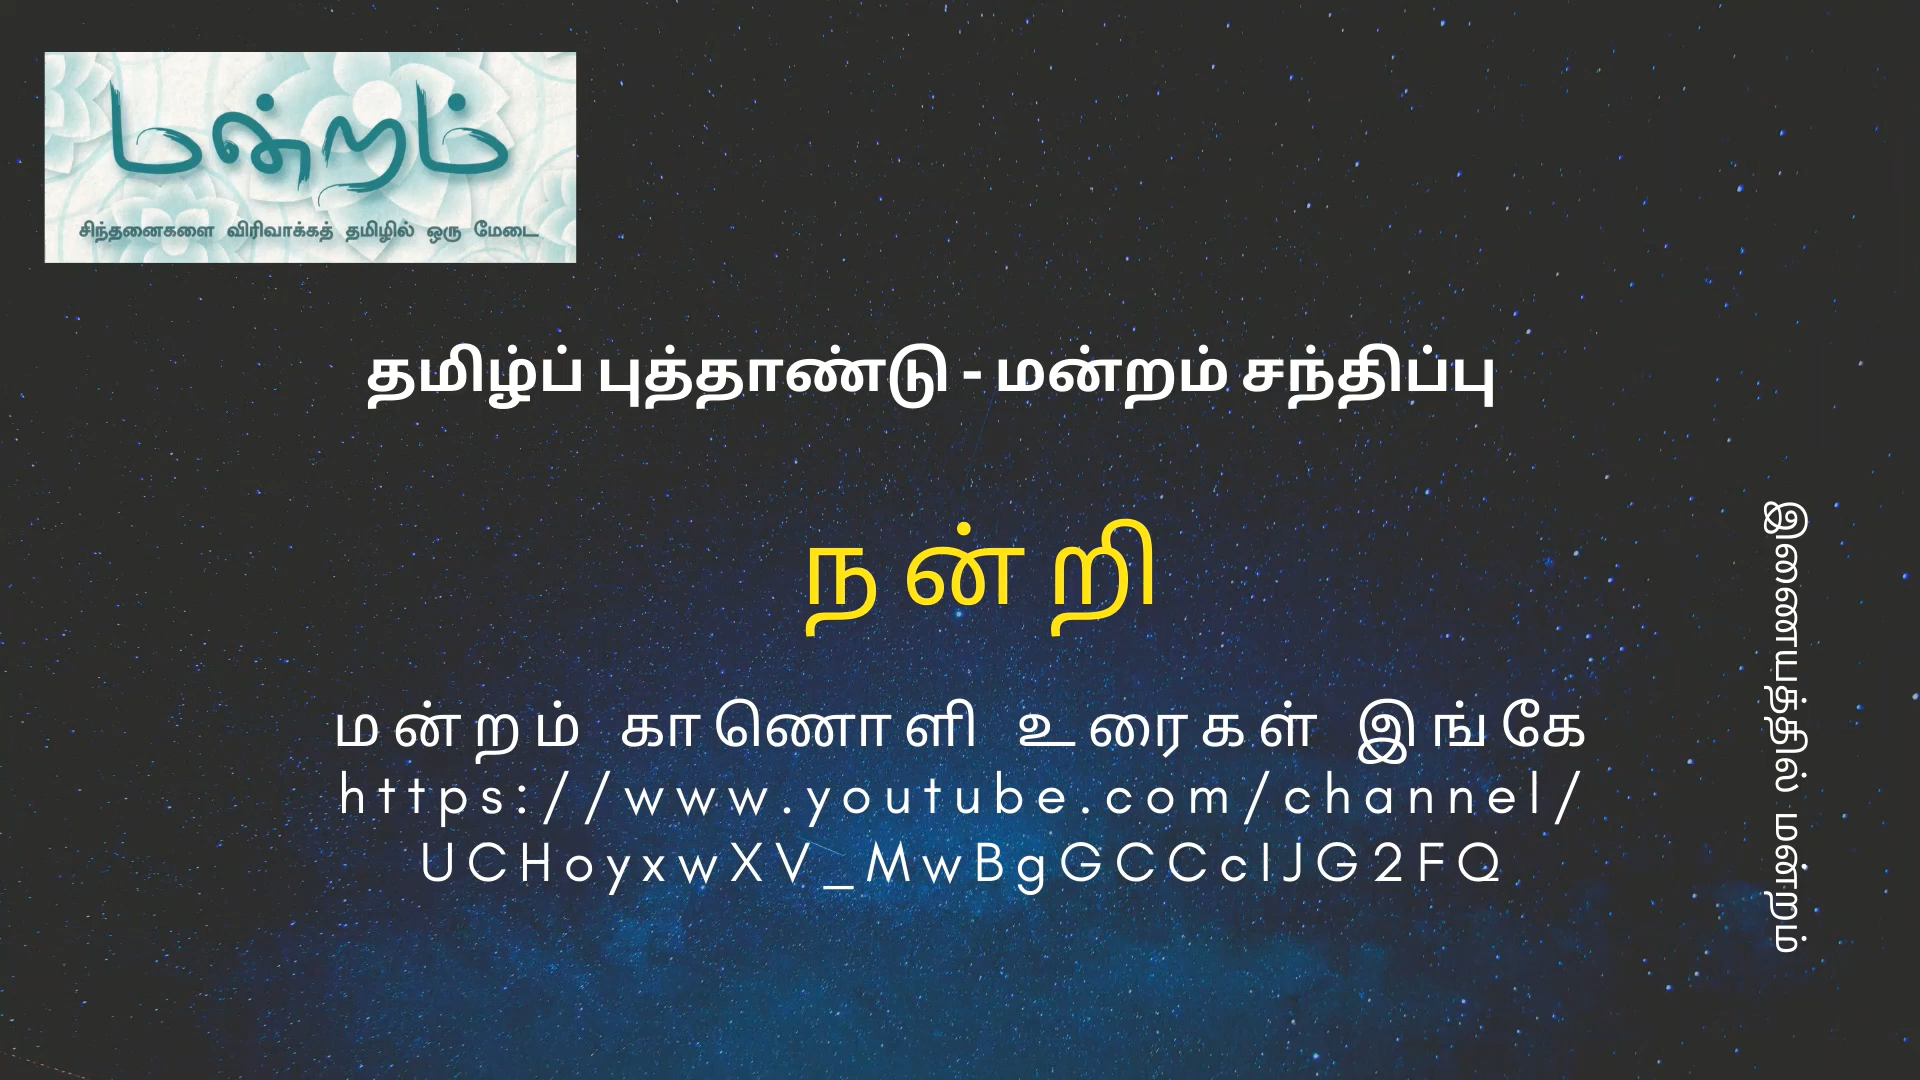 மன்றம்
சிந்தனைகளை விரிவாக்கத் தமிழில் ஒரு மேடை
தமிழ்ப் புத்தாண்டு - மன்றம் சந்திப்பு
நன்றி
மன்றம் காணொளி உரைகள் இங்கே
https://www.youtube.com/channel/
UCHoyxwXV_MwBgGCCcIJG2FQ
இணையத்தில் மன்றம்